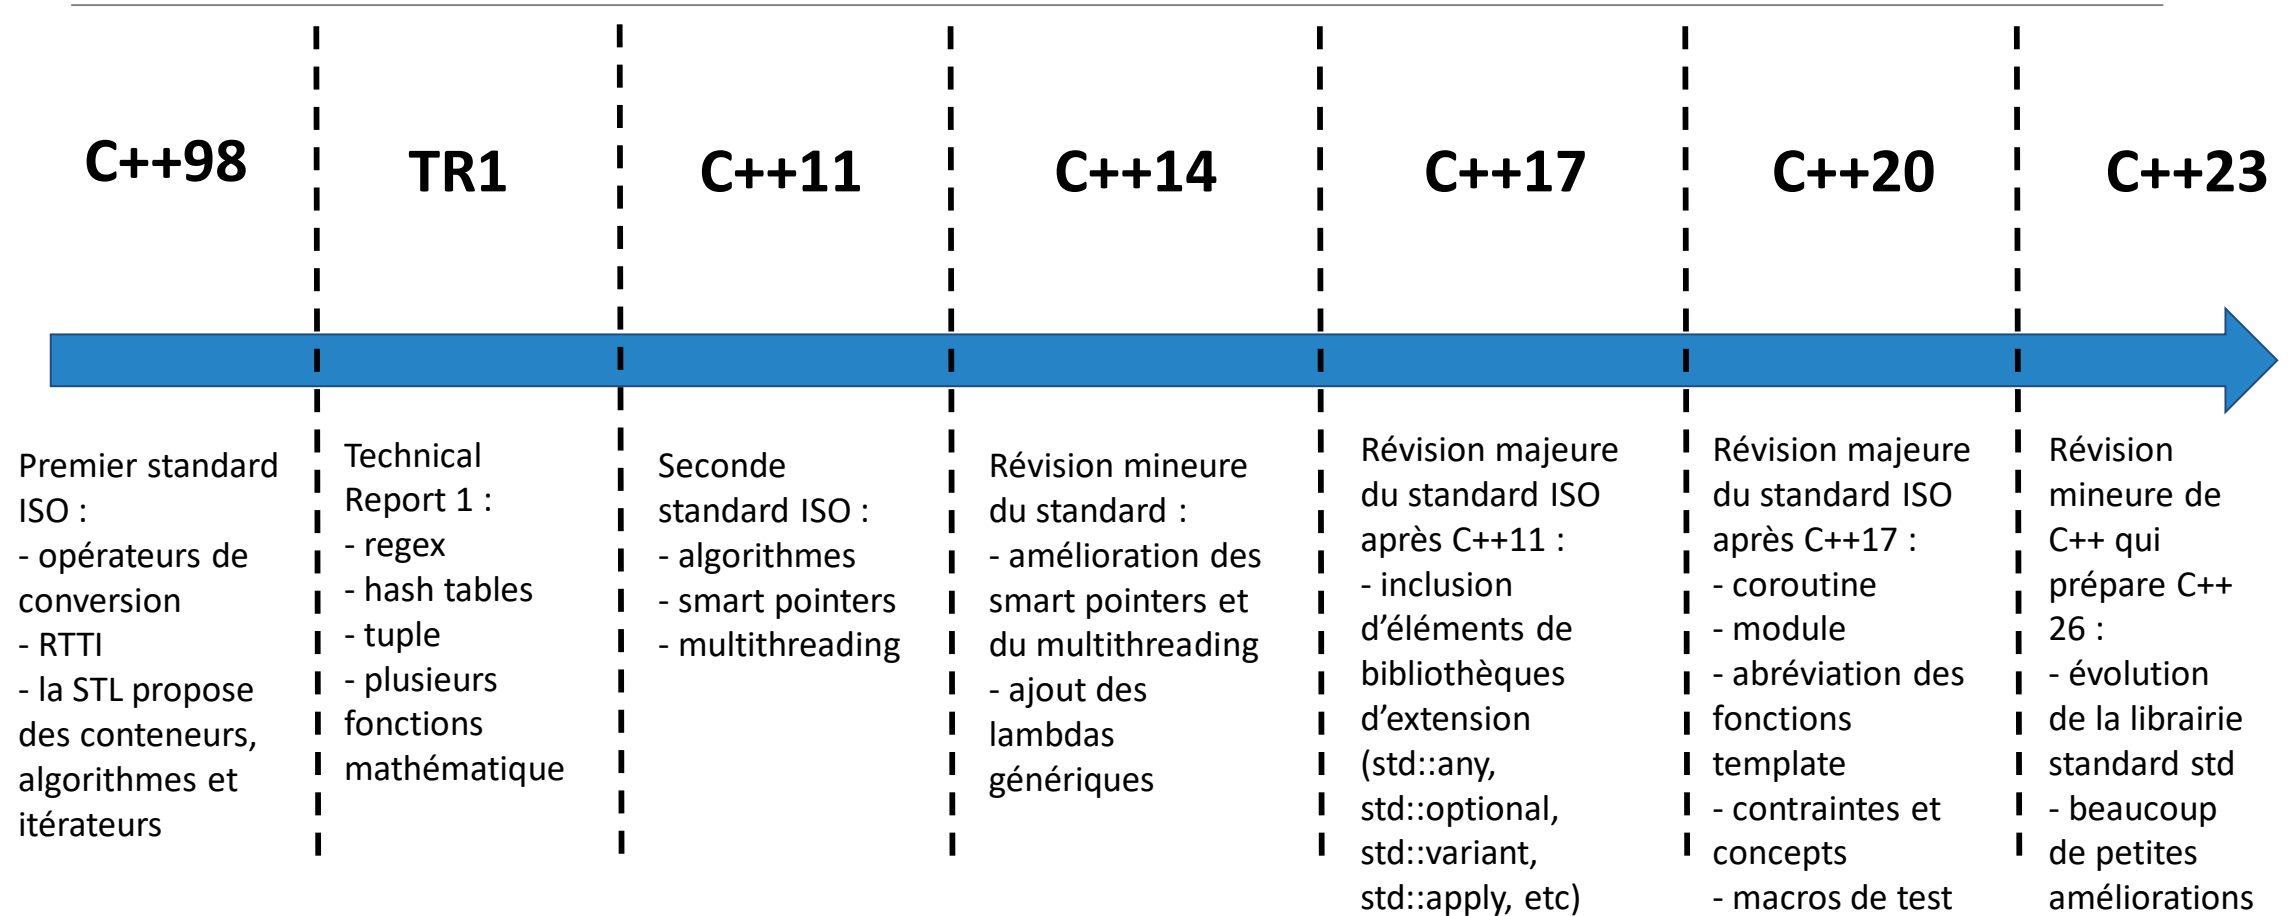 C++98
TR1
C++11
C++14
C++17
C++20
C++23
Premier standard
ISO :
- opérateurs de
conversion
- RTTI
- la STL propose
des conteneurs,
algorithmes et
itérateurs
Technical
Report 1 :
- regex
- hash tables
- tuple
- plusieurs
fonctions
mathématique
Seconde
standard ISO :
- algorithmes
- smart pointers
- multithreading
Révision mineure
du standard :
- amélioration des
smart pointers et
du multithreading
- ajout des
lambdas
génériques
Révision majeure
du standard ISO
après C++11 :
- inclusion
d’éléments de
bibliothèques
d’extension
(std::any,
std::optional,
std::variant,
std::apply, etc)
Révision majeure
du standard ISO
après C++17 :
- coroutine
- module
- abréviation des
fonctions
template
- contraintes et
concepts
- macros de test
Révision
mineure de
C++ qui
prépare C++
26 :
- évolution
de la librairie
standard std
- beaucoup
de petites
améliorations